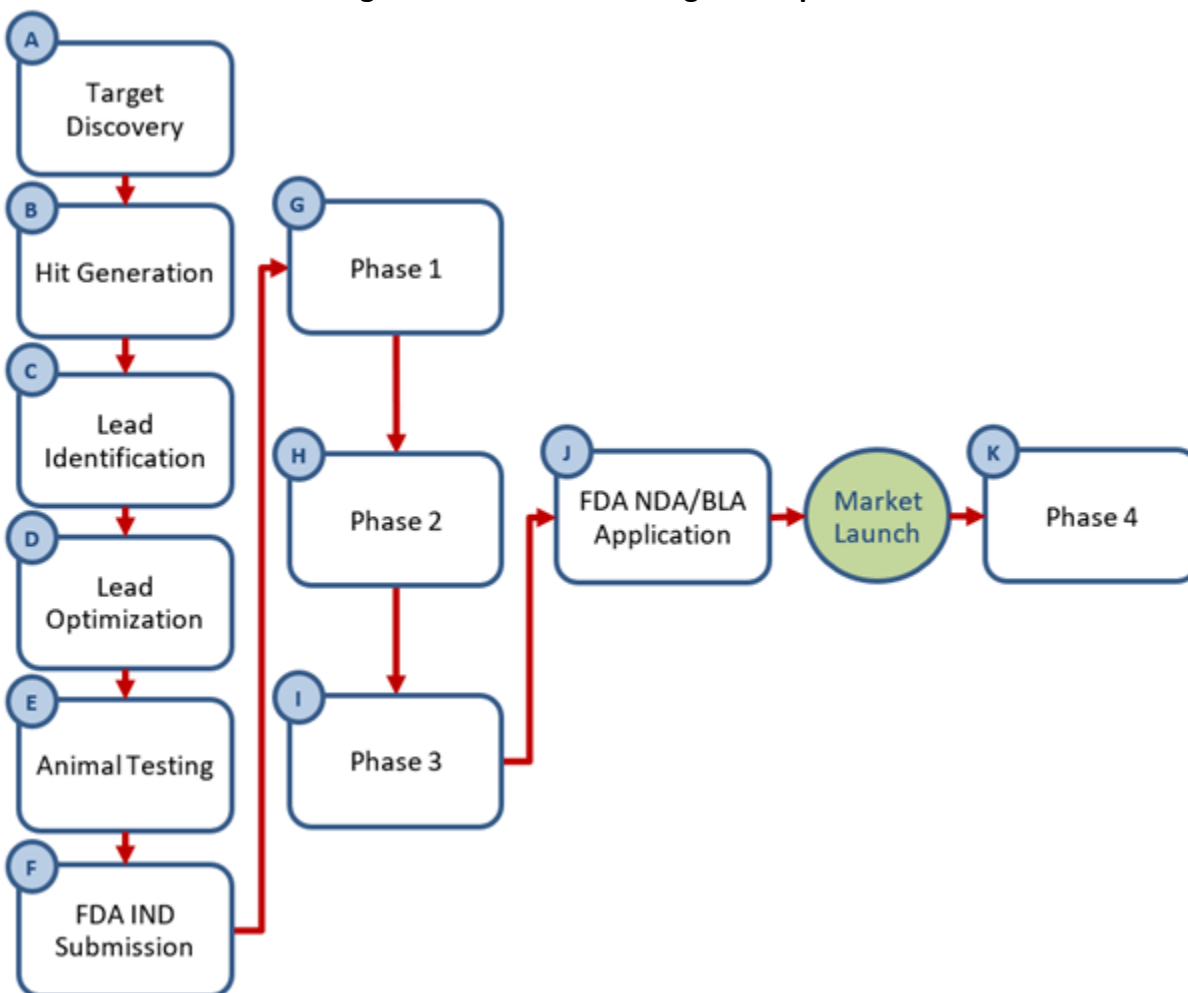 A
Target
Discovery
B
Hit Generation
C
Lead
Identification
D
Lead
Optimization
E
Animal Testing
F
FDA IND
Submission
G
Phase 1
H
Phase 2
I
Phase 3
J
FDA NDA/BLA
Application
Market
Launch
K
Phase 4